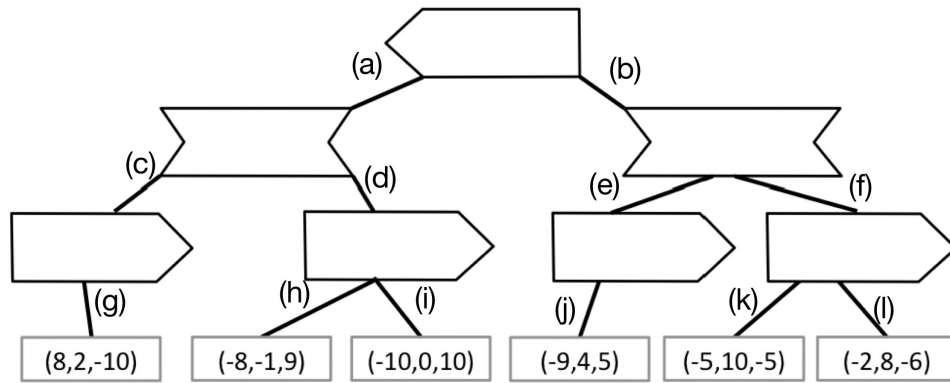 (a)
(b)
(c)
(d)
(e)
(f)
(g)
(h)
(i)
(j)
(k)
(l)
(8,2,-10)
(-8,-1,9)
(-10,0,10)
(-9,4,5)
(-5,10,-5)
(-2,8,-6)